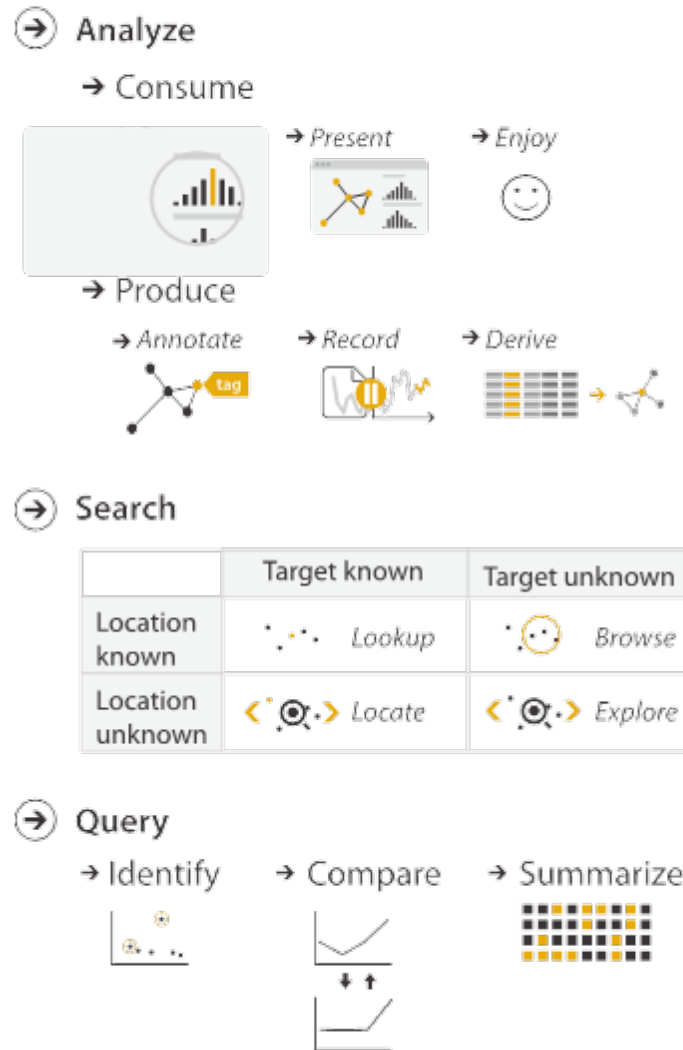 Analyze
Consume
Present
Enjoy
Produce
Annotate
Record
Derive
tag
Search
Target known
Target unknown
Location known
Lookup
Browse
Location unknown
Locate
Explore
Query
Identify
Compare
Summarize